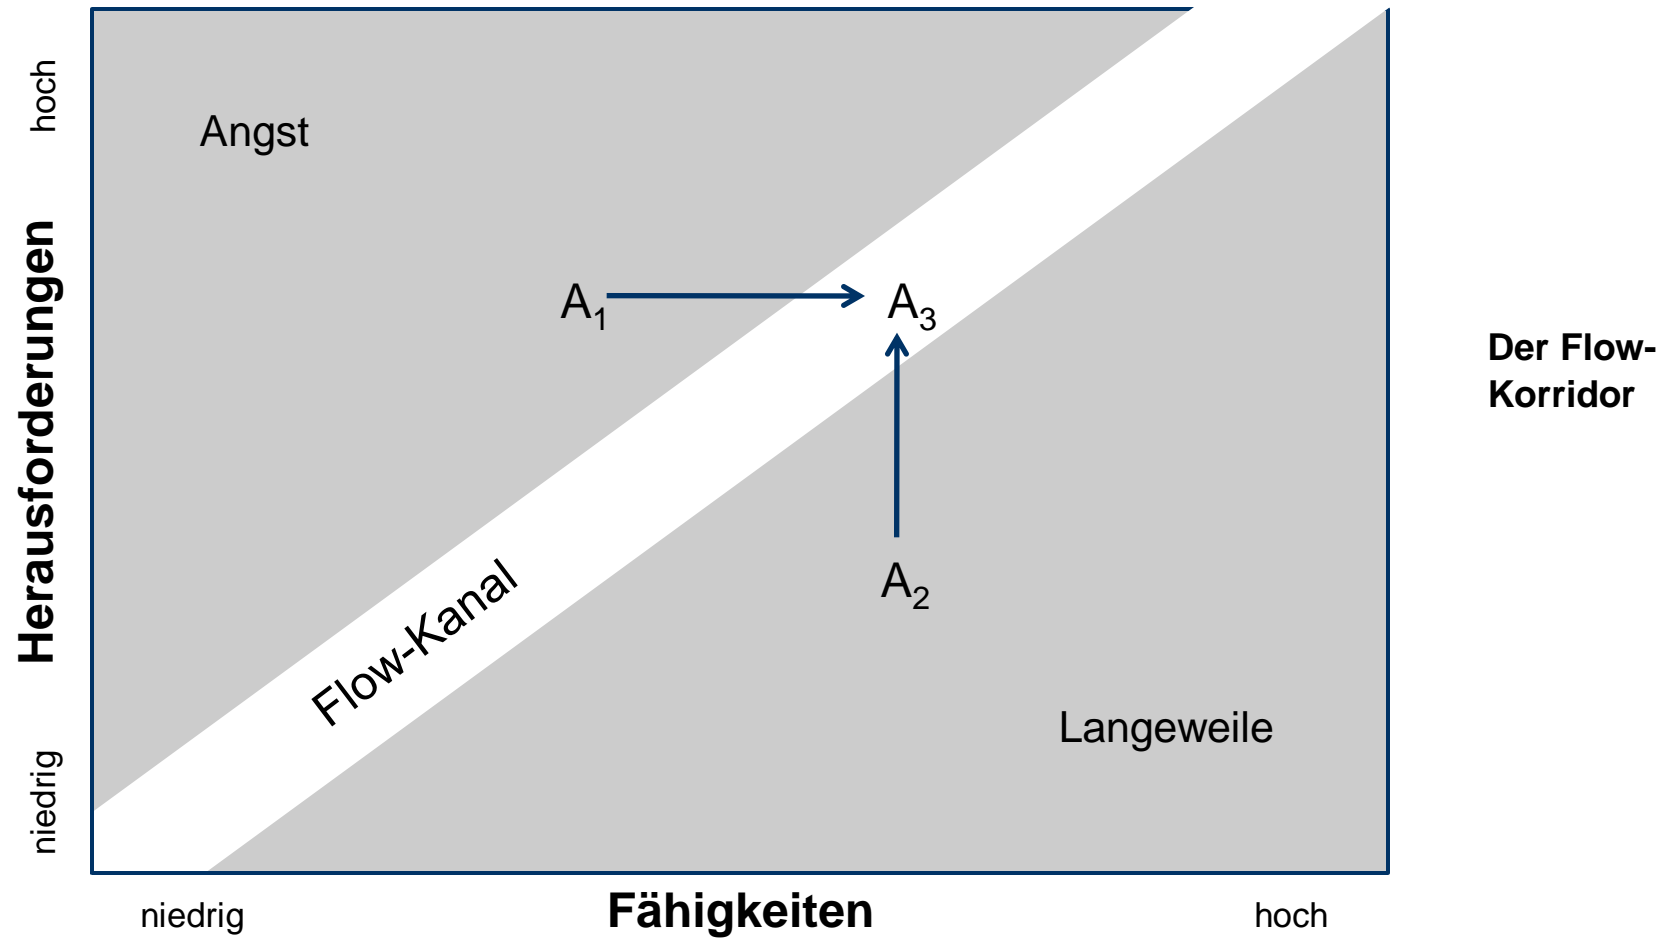 hoch
Angst
Herausforderungen
A₁
A₃
Der Flow-
Korridor
A₂
Flow-Kanal
Langeweile
niedrig
niedrig
Fähigkeiten
hoch